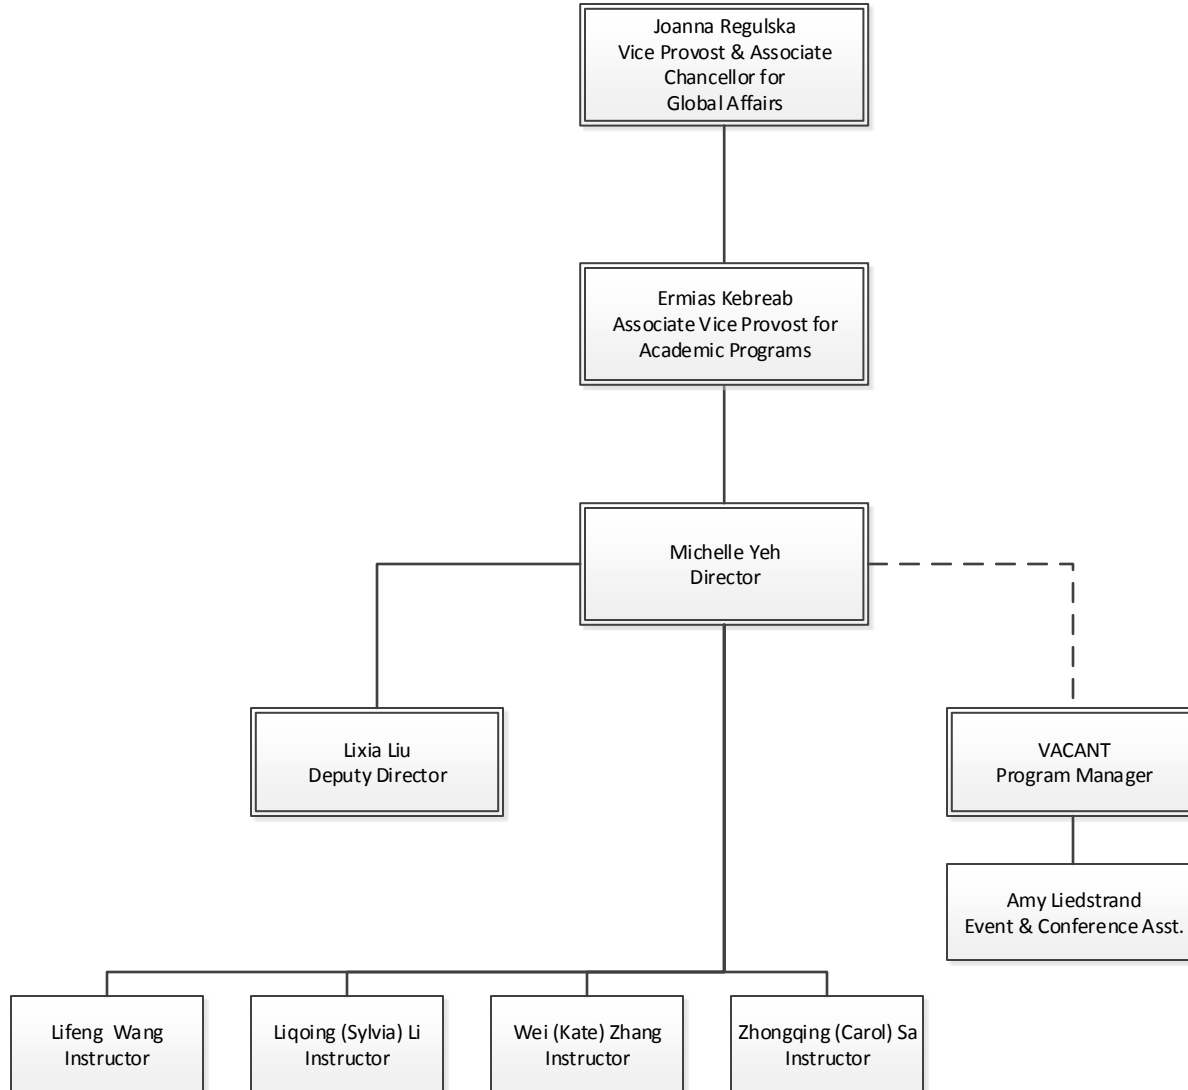 Joanna Regulska
Vice Provost & Associate
Chancellor for
Global Affairs
Ermias Kebreab
Associate Vice Provost for
Academic Programs
Michelle Yeh
Director
Lixia Liu
Deputy Director
VACANT
Program Manager
Amy Liedstrand
Event & Conference Asst.
Lifeng Wang
Instructor
Liqoing (Sylvia) Li
Instructor
Wei (Kate) Zhang
Instructor
Zhongqing (Carol) Sa
Instructor